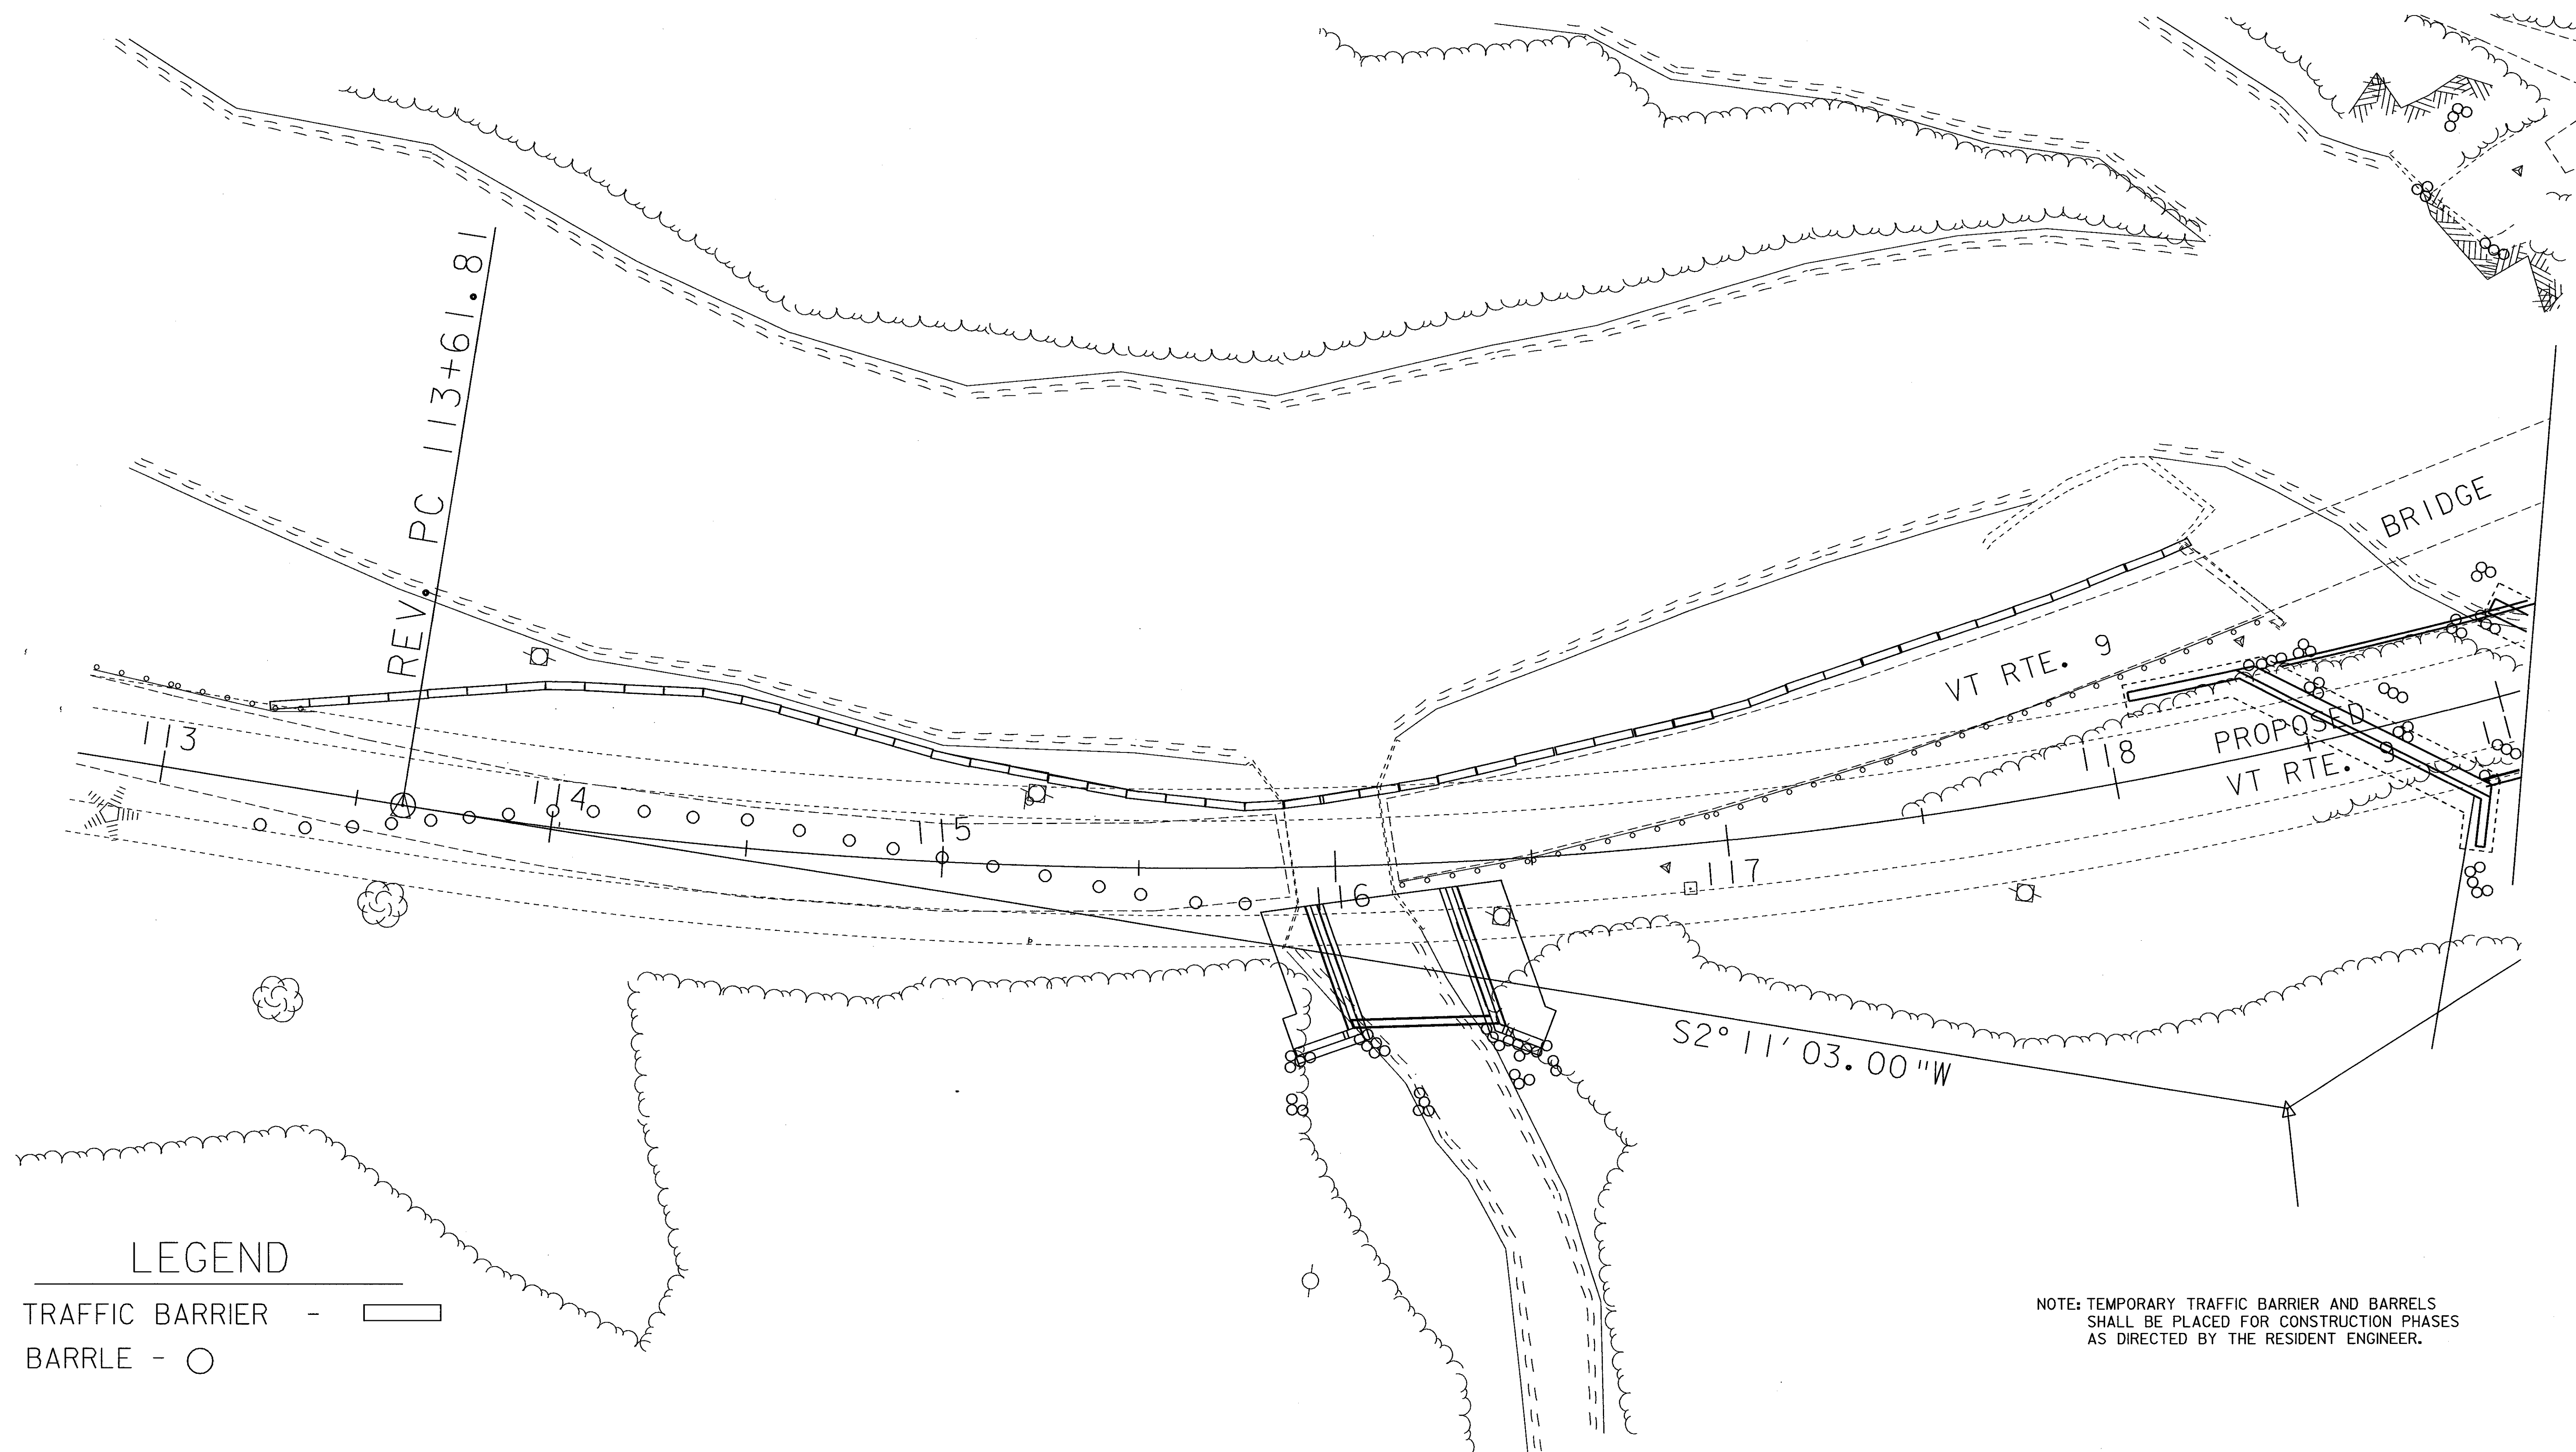 REV. PC 113+61.81
BRIDGE
VT RTE. 9
113
114
115
116
117
118
11
PROPOSED
VT RTE. 9
S2°11'03.00"W
LEGEND
TRAFFIC BARRIER -
BARRLE -
NOTE: TEMPORARY TRAFFIC BARRIER AND BARRELS
SHALL BE PLACED FOR CONSTRUCTION PHASES
AS DIRECTED BY THE RESIDENT ENGINEER.